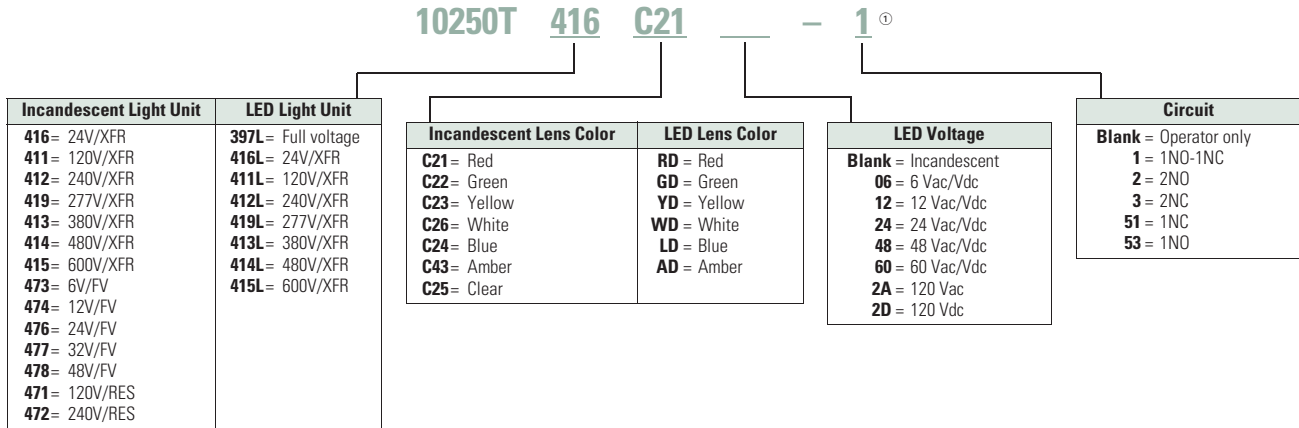 10250T 416 C21 ___ – 1 ①
Incandescent Light Unit
416 = 24V/XFR
411 = 120V/XFR
412 = 240V/XFR
419 = 277V/XFR
413 = 380V/XFR
414 = 480V/XFR
415 = 600V/XFR
473 = 6V/FV
474 = 12V/FV
476 = 24V/FV
477 = 32V/FV
478 = 48V/FV
471 = 120V/RES
472 = 240V/RES
LED Light Unit
397L = Full voltage
416L = 24V/XFR
411L = 120V/XFR
412L = 240V/XFR
419L = 277V/XFR
413L = 380V/XFR
414L = 480V/XFR
415L = 600V/XFR
Incandescent Lens Color
C21 = Red
C22 = Green
C23 = Yellow
C26 = White
C24 = Blue
C43 = Amber
C25 = Clear
LED Lens Color
RD = Red
GD = Green
YD = Yellow
WD = White
LD = Blue
AD = Amber
LED Voltage
Blank = Incandescent
06 = 6 Vac/Vdc
12 = 12 Vac/Vdc
24 = 24 Vac/Vdc
48 = 48 Vac/Vdc
60 = 60 Vac/Vdc
2A = 120 Vac
2D = 120 Vdc
Circuit
Blank = Operator only
1 = 1NO-1NC
2 = 2NO
3 = 2NC
51 = 1NC
53 = 1NO